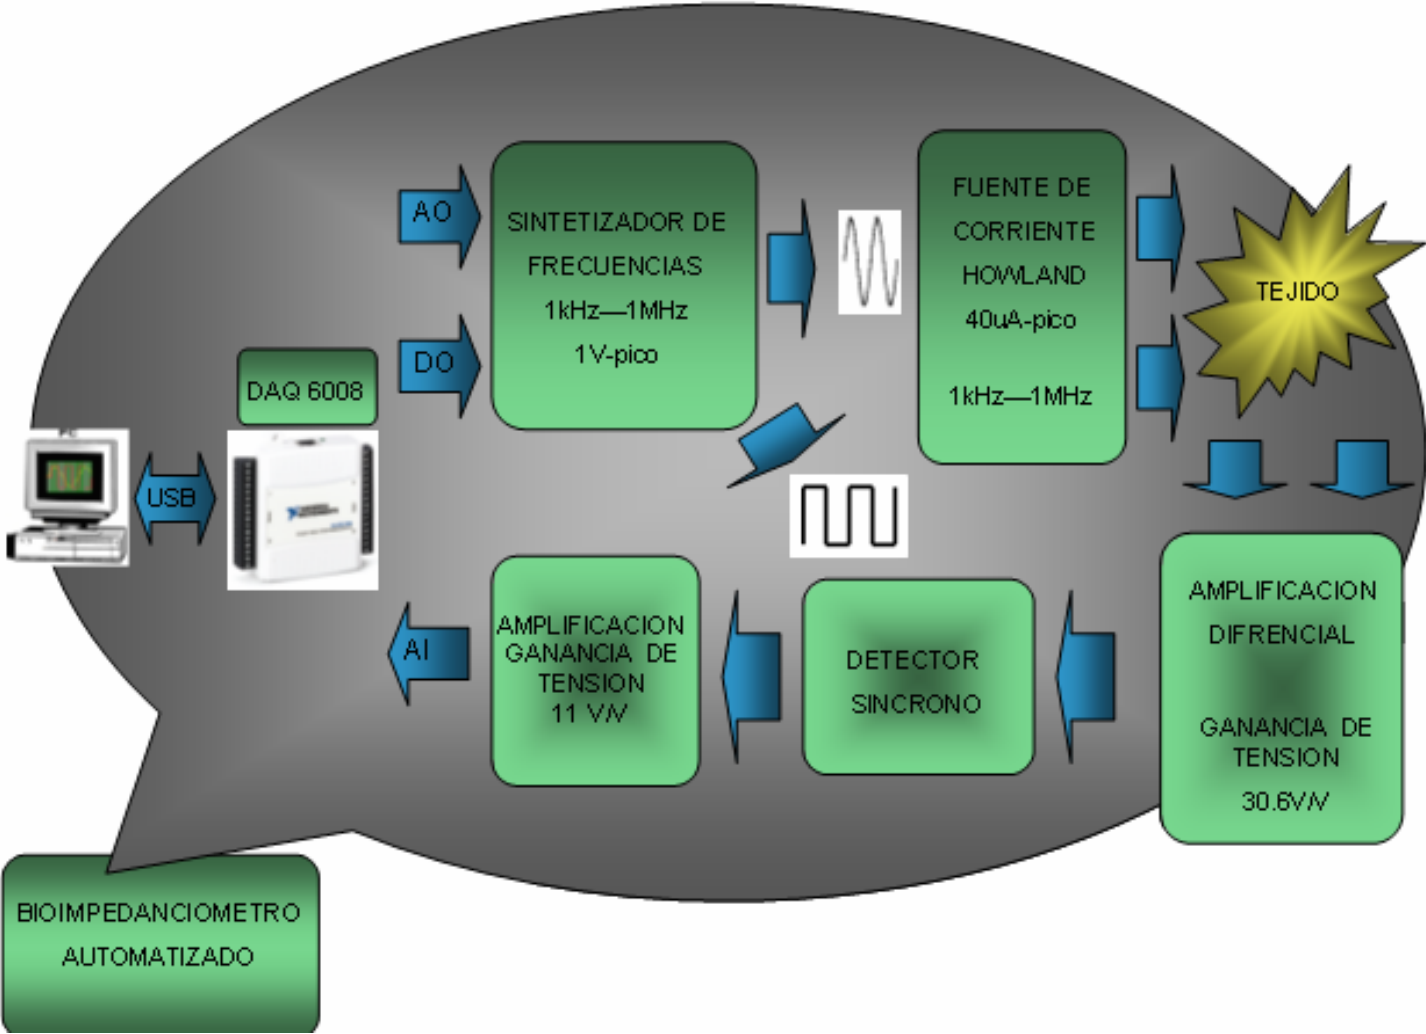 AO
SINTETIZADOR DE
FRECUENCIAS
1kHz—1MHz
1V-pico
FUENTE DE
CORRIENTE
HOWLAND
40uA-pico
1kHz—1MHz
TEJIDO
DO
DAQ 6008
PC
USB
AMPLIFICACION
DIFRENCIAL
GANANCIA DE
TENSION
30.6V/V
DETECTOR
SINCRONO
AMPLIFICACION
GANANCIA DE
TENSION
11 V/V
AI
BIOIMPEDANCIOMETRO
AUTOMATIZADO